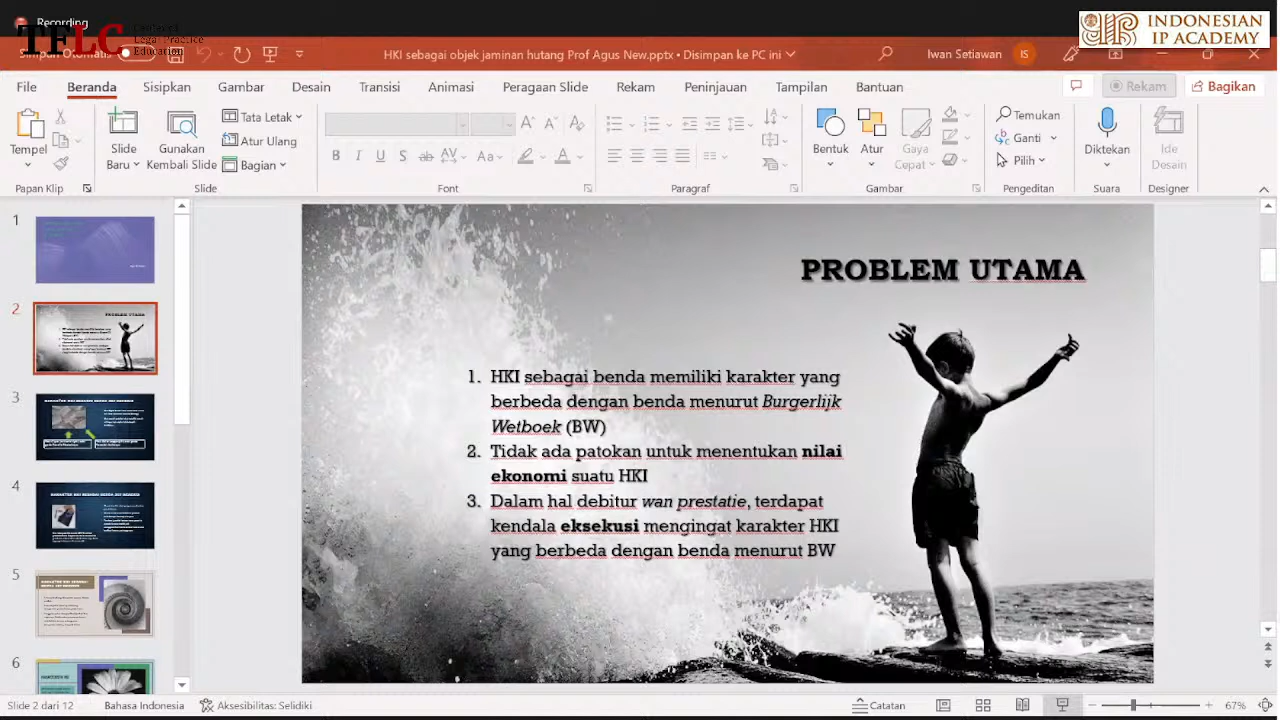 Recording
TFLC
Legal Practice
Education
INDONESIAN
IP ACADEMY
Simpan Otomatis
HKI sebagai objek jaminan hutang Prof Agus New.pptx • Disimpan ke PC ini
Iwan Setiawan
IS
File
Beranda
Sisipkan
Gambar
Desain
Transisi
Animasi
Peragaan Slide
Rekam
Peninjauan
Tampilan
Bantuan
Rekam
Bagikan
Tempel
Slide
Baru
Gunakan
Kembali Slide
Tata Letak
Atur Ulang
Bagian
Bentuk
Atur
Gaya
Cepat
Temukan
Ganti
Pilih
Diktekan
Ide
Desain
Papan Klip
Slide
Font
Paragraf
Gambar
Pengeditan
Suara
Designer
1
2
3
4
5
6
PROBLEM UTAMA
1. HKI sebagai benda memiliki karakter yang
berbeda dengan benda menurut Burgerlijk
Wetboek (BW)
2. Tidak ada patokan untuk menentukan nilai
ekonomi suatu HKI
3. Dalam hal debitur wan prestatie, terdapat
kendala eksekusi mengingat karakter HKI
yang berbeda dengan benda menurut BW
Slide 2 dari 12
Bahasa Indonesia
Aksesibilitas: Selidiki
Catatan
67%